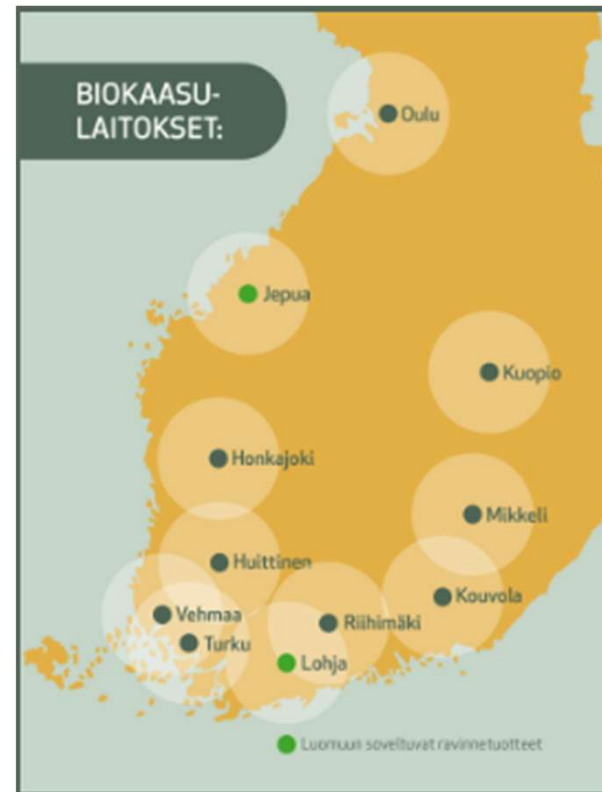 BIOKAASU-
LAITOKSET:
Oulu
Jepua
Kuopio
Honkajoki
Mikkeli
Huittinen
Kouvola
Vehmaa
Riihimäki
Turku
Lohja
Luomuun soveltuvat ravinnetuotteet